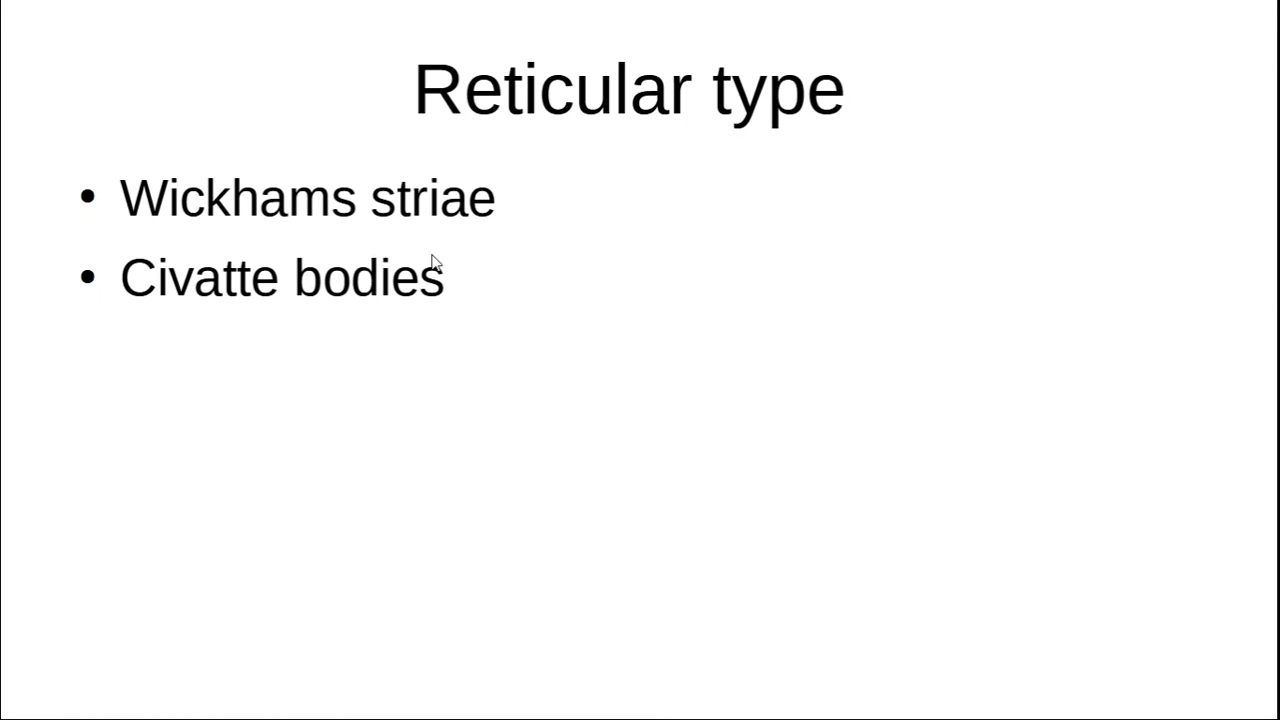 Reticular type
• Wickhams striae
• Civatte bodies